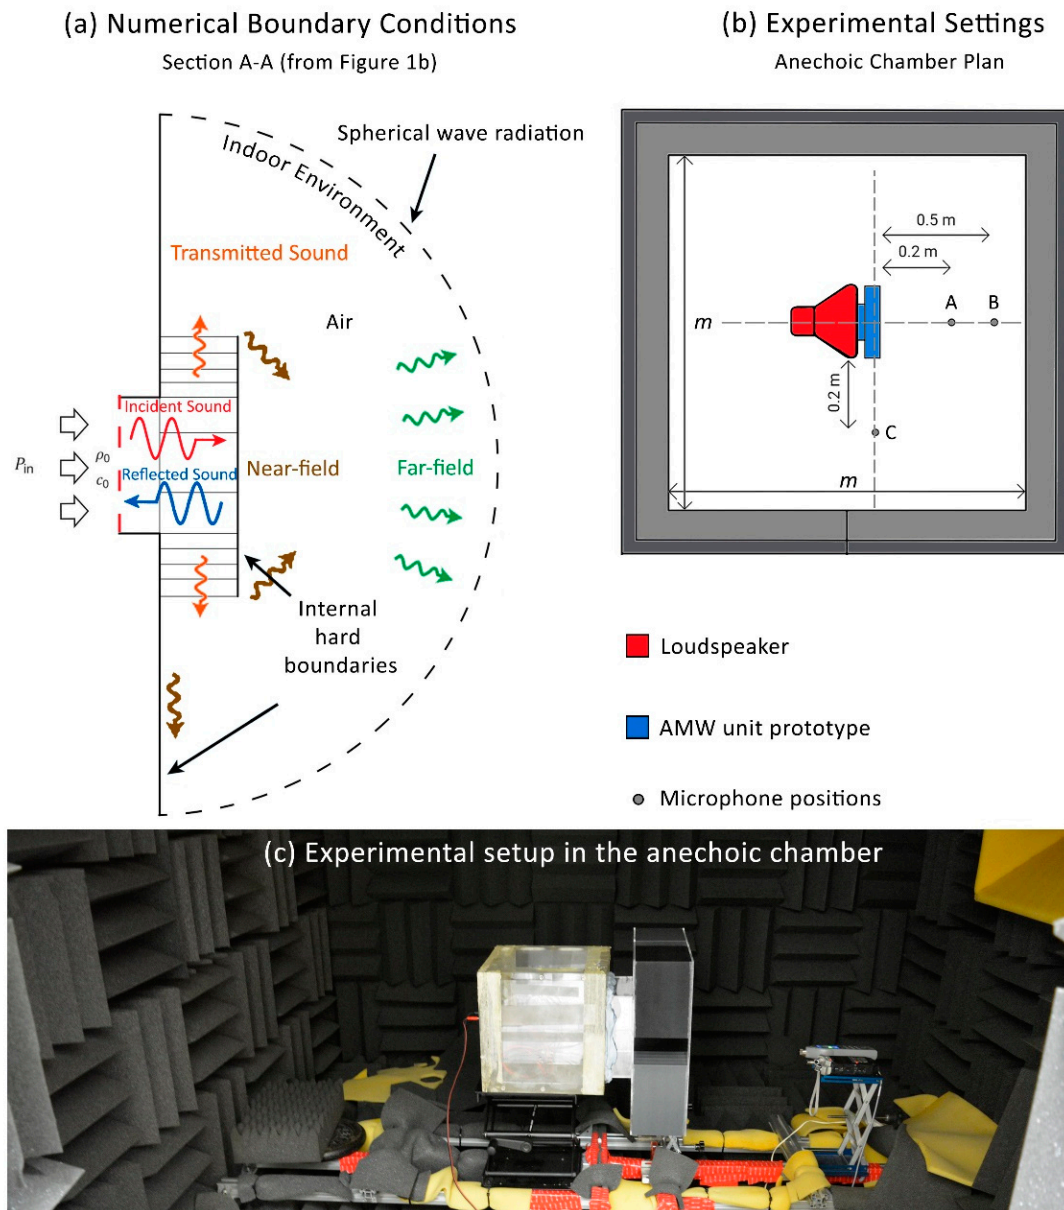 (a) Numerical Boundary Conditions
Section A-A (from Figure 1b)
Spherical wave radiation
Indoor Environment
Transmitted Sound
Air
Incident Sound
P_in
ρ_0
c_0
Reflected Sound
Near-field
Far-field
Internal
hard
boundaries
(b) Experimental Settings
Anechoic Chamber Plan
0.5 m
0.2 m
A
B
m
0.2 m
C
m
Loudspeaker
AMW unit prototype
Microphone positions
(c) Experimental setup in the anechoic chamber